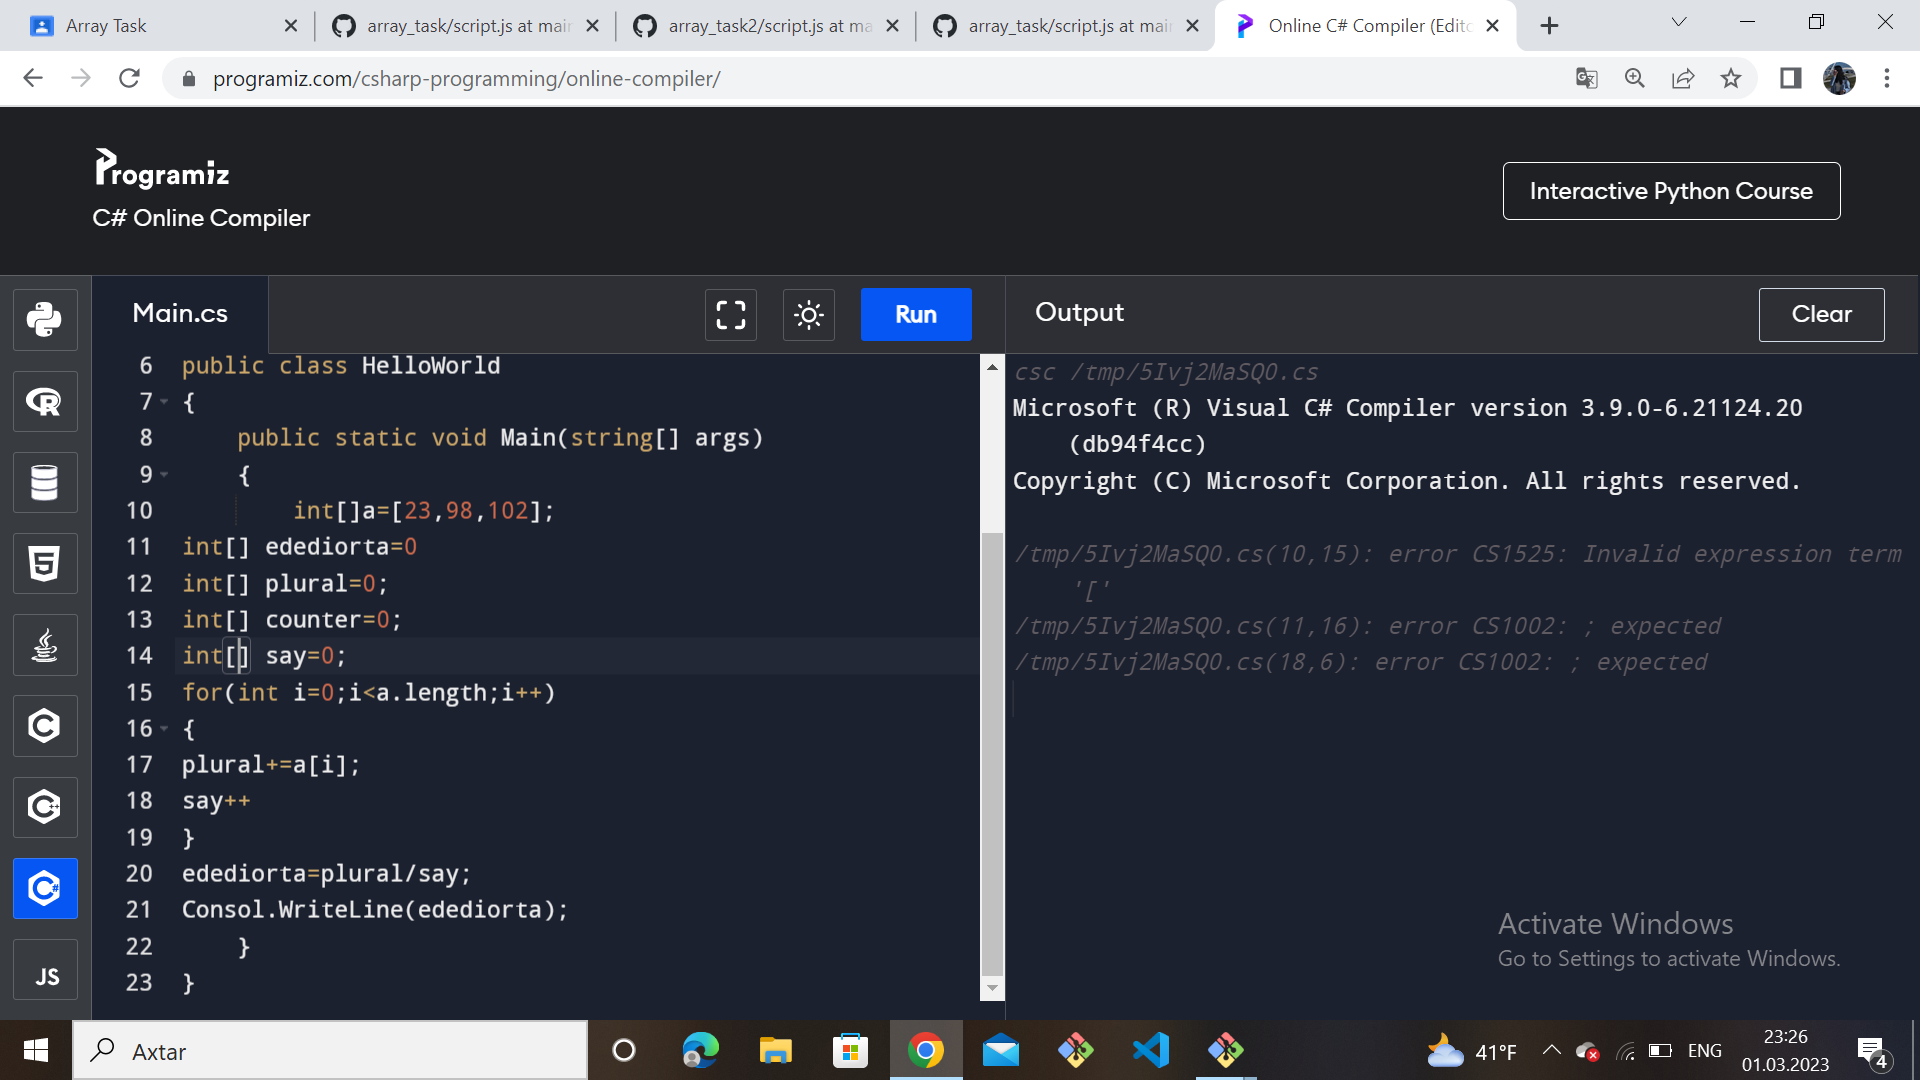 Array Task
array_task/script.js at mair
array_task2/script.js at ma
array_task/script.js at mair
Online C# Compiler (Edito
programiz.com/csharp-programming/online-compiler/
Programiz
C# Online Compiler
Interactive Python Course
Main.cs
Run
Output
Clear
6 public class HelloWorld
7 {
8 public static void Main(string[] args)
9 {
10 int[]a=[23,98,102];
11 int[] edediorta=0
12 int[] plural=0;
13 int[] counter=0;
14 int[] say=0;
15 for(int i=0;i<a.length;i++)
16 {
17 plural+=a[i];
18 say++
19 }
20 edediorta=plural/say;
21 Consol.WriteLine(edediorta);
22 }
23 }
csc /tmp/5Ivj2MaSQ0.cs
Microsoft (R) Visual C# Compiler version 3.9.0-6.21124.20
(db94f4cc)
Copyright (C) Microsoft Corporation. All rights reserved.
/tmp/5Ivj2MaSQ0.cs(10,15): error CS1525: Invalid expression term
'['
/tmp/5Ivj2MaSQ0.cs(11,16): error CS1002: ; expected
/tmp/5Ivj2MaSQ0.cs(18,6): error CS1002: ; expected
JS
Activate Windows
Go to Settings to activate Windows.
Axtar
41°F
ENG
23:26
01.03.2023
4